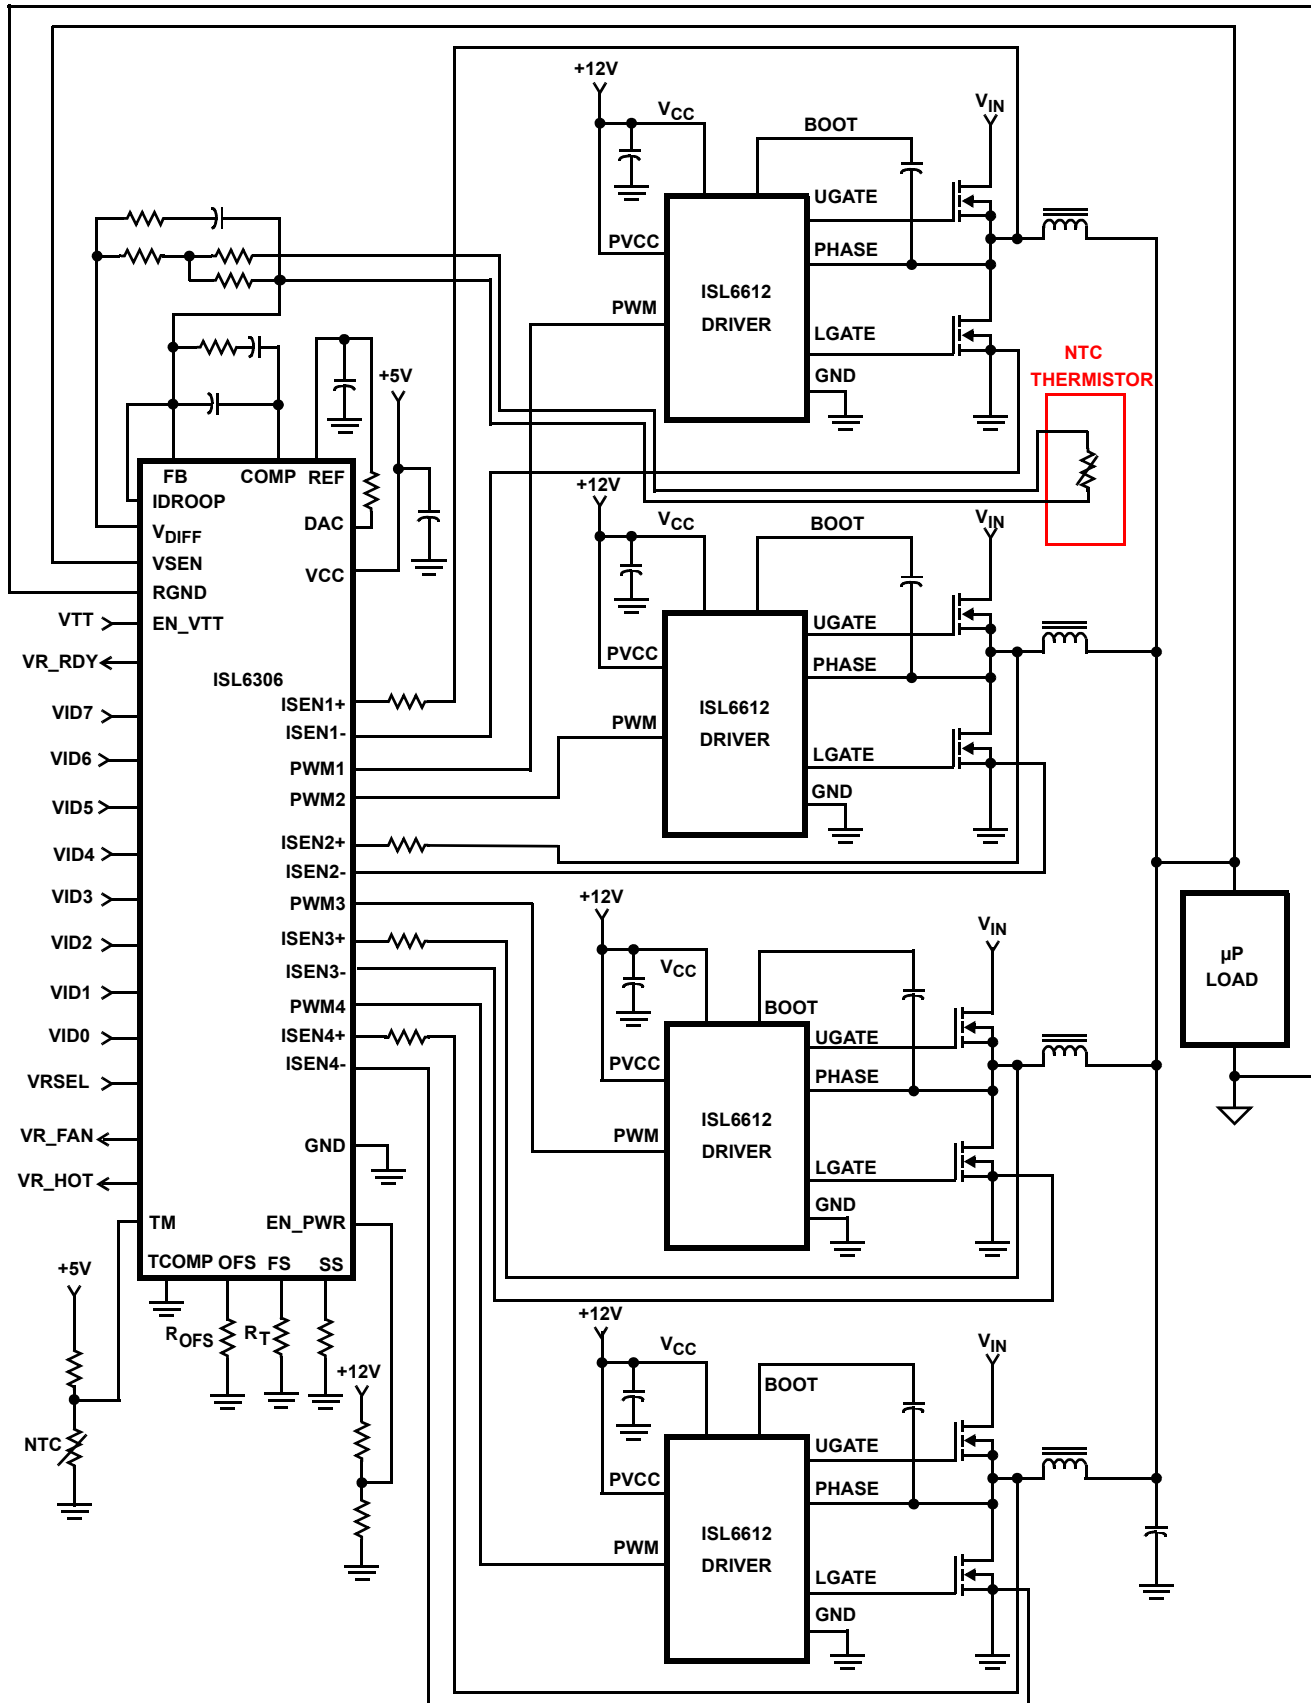 +12V
VCC
BOOT
VIN
UGATE
PVCC
PHASE
ISL6612
DRIVER
PWM
LGATE
GND
NTC
THERMISTOR
+5V
FB
COMP
REF
IDROOP
DAC
VDIFF
VSEN
VCC
RGND
VTT
EN_VTT
VR_RDY
ISL6306
VID7
ISEN1+
ISEN1-
VID6
PWM1
PWM2
VID5
VID4
ISEN2+
ISEN2-
VID3
PWM3
VID2
ISEN3+
ISEN3-
VID1
PWM4
VID0
ISEN4+
ISEN4-
VRSEL
VR_FAN
GND
VR_HOT
TM
EN_PWR
TCOMP
OFS
FS
SS
+5V
ROFS
RT
+12V
NTC
+12V
VCC
BOOT
VIN
UGATE
PVCC
PHASE
ISL6612
DRIVER
PWM
LGATE
GND
+12V
VCC
BOOT
VIN
UGATE
PVCC
PHASE
ISL6612
DRIVER
PWM
LGATE
GND
µP
LOAD
+12V
VCC
BOOT
VIN
UGATE
PVCC
PHASE
ISL6612
DRIVER
PWM
LGATE
GND